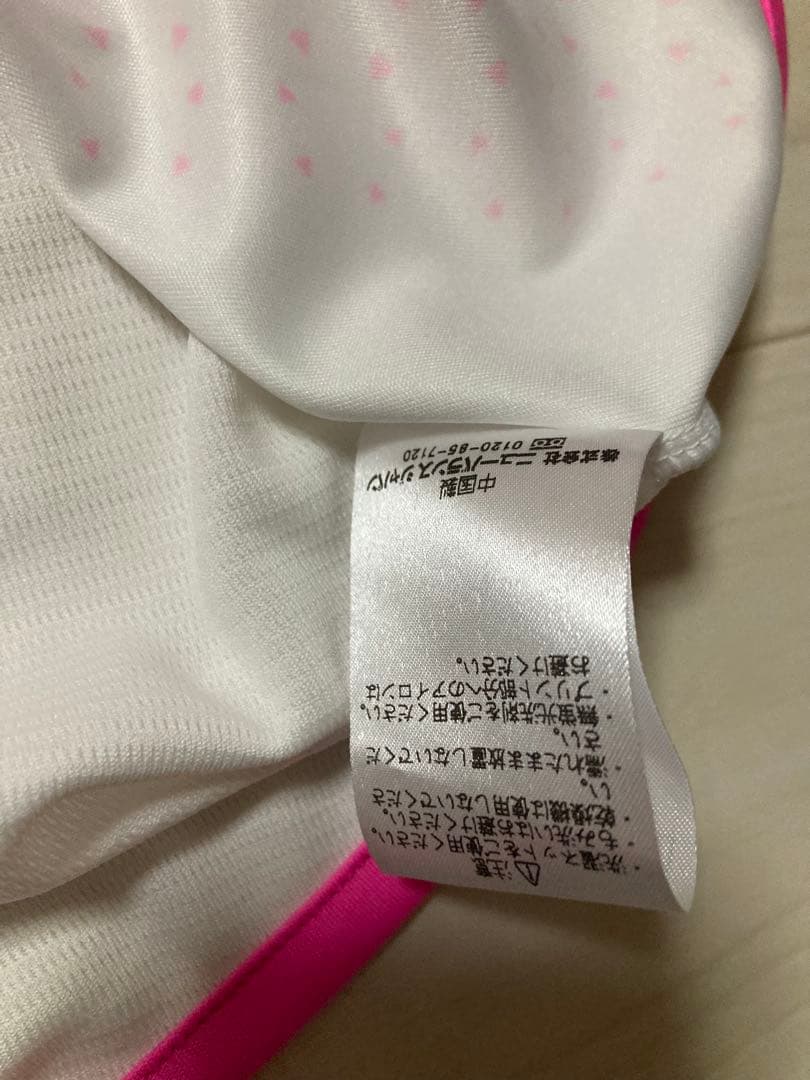 ⚠注意
・洗濯ネットをご使用ください。
・もみ洗いはお避けください。
・乾燥機は使用しないでくださ
い。
・濡れたまま放置しないでくだ
さい。
・無蛍光洗剤をご使用ください。
・プリント部分へのアイロンは
お避けください。
中国製
株式会社 ニューバランスジャパン
0120-85-7120